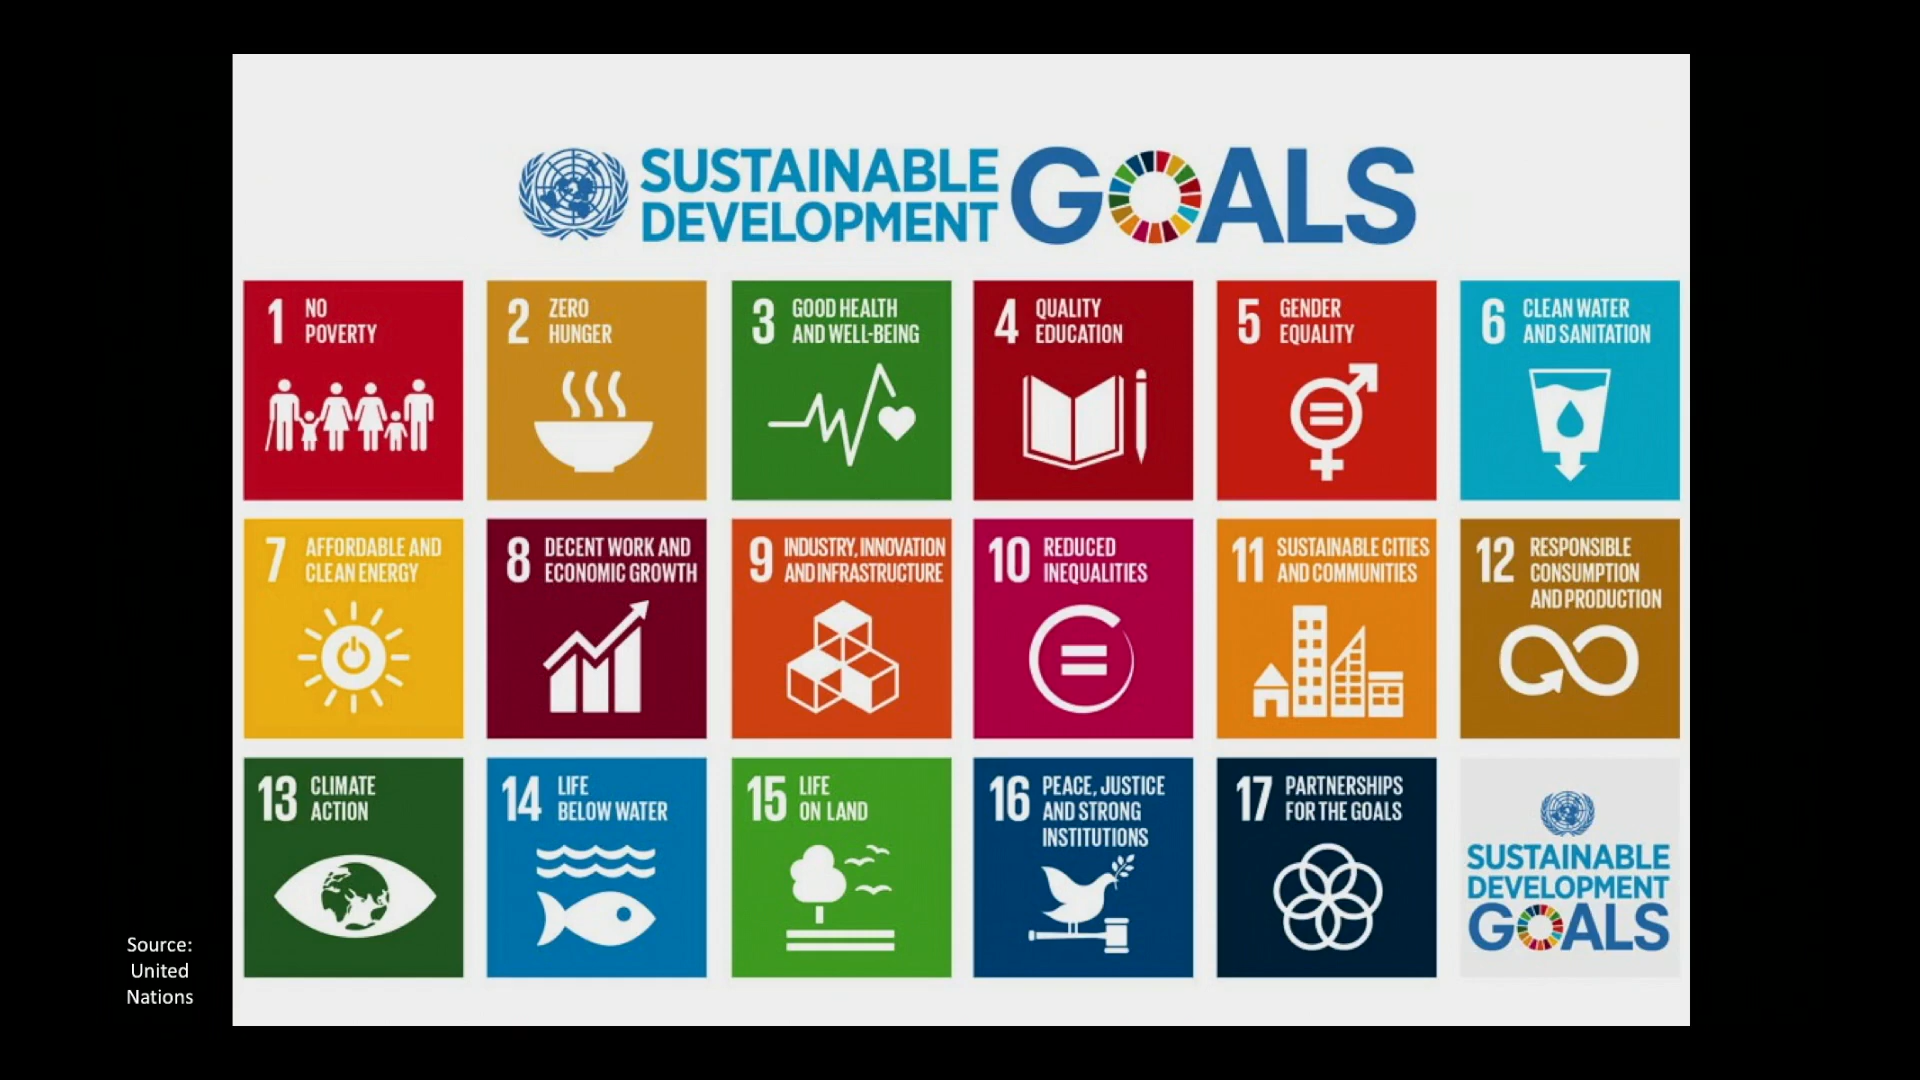 SUSTAINABLE
DEVELOPMENT
GOALS
1 NO
POVERTY
2 ZERO
HUNGER
3 GOOD HEALTH
AND WELL-BEING
4 QUALITY
EDUCATION
5 GENDER
EQUALITY
6 CLEAN WATER
AND SANITATION
7 AFFORDABLE AND
CLEAN ENERGY
8 DECENT WORK AND
ECONOMIC GROWTH
9 INDUSTRY, INNOVATION
AND INFRASTRUCTURE
10 REDUCED
INEQUALITIES
11 SUSTAINABLE CITIES
AND COMMUNITIES
12 RESPONSIBLE
CONSUMPTION
AND PRODUCTION
13 CLIMATE
ACTION
14 LIFE
BELOW WATER
15 LIFE
ON LAND
16 PEACE, JUSTICE
AND STRONG
INSTITUTIONS
17 PARTNERSHIPS
FOR THE GOALS
SUSTAINABLE
DEVELOPMENT
GOALS
Source:
United
Nations